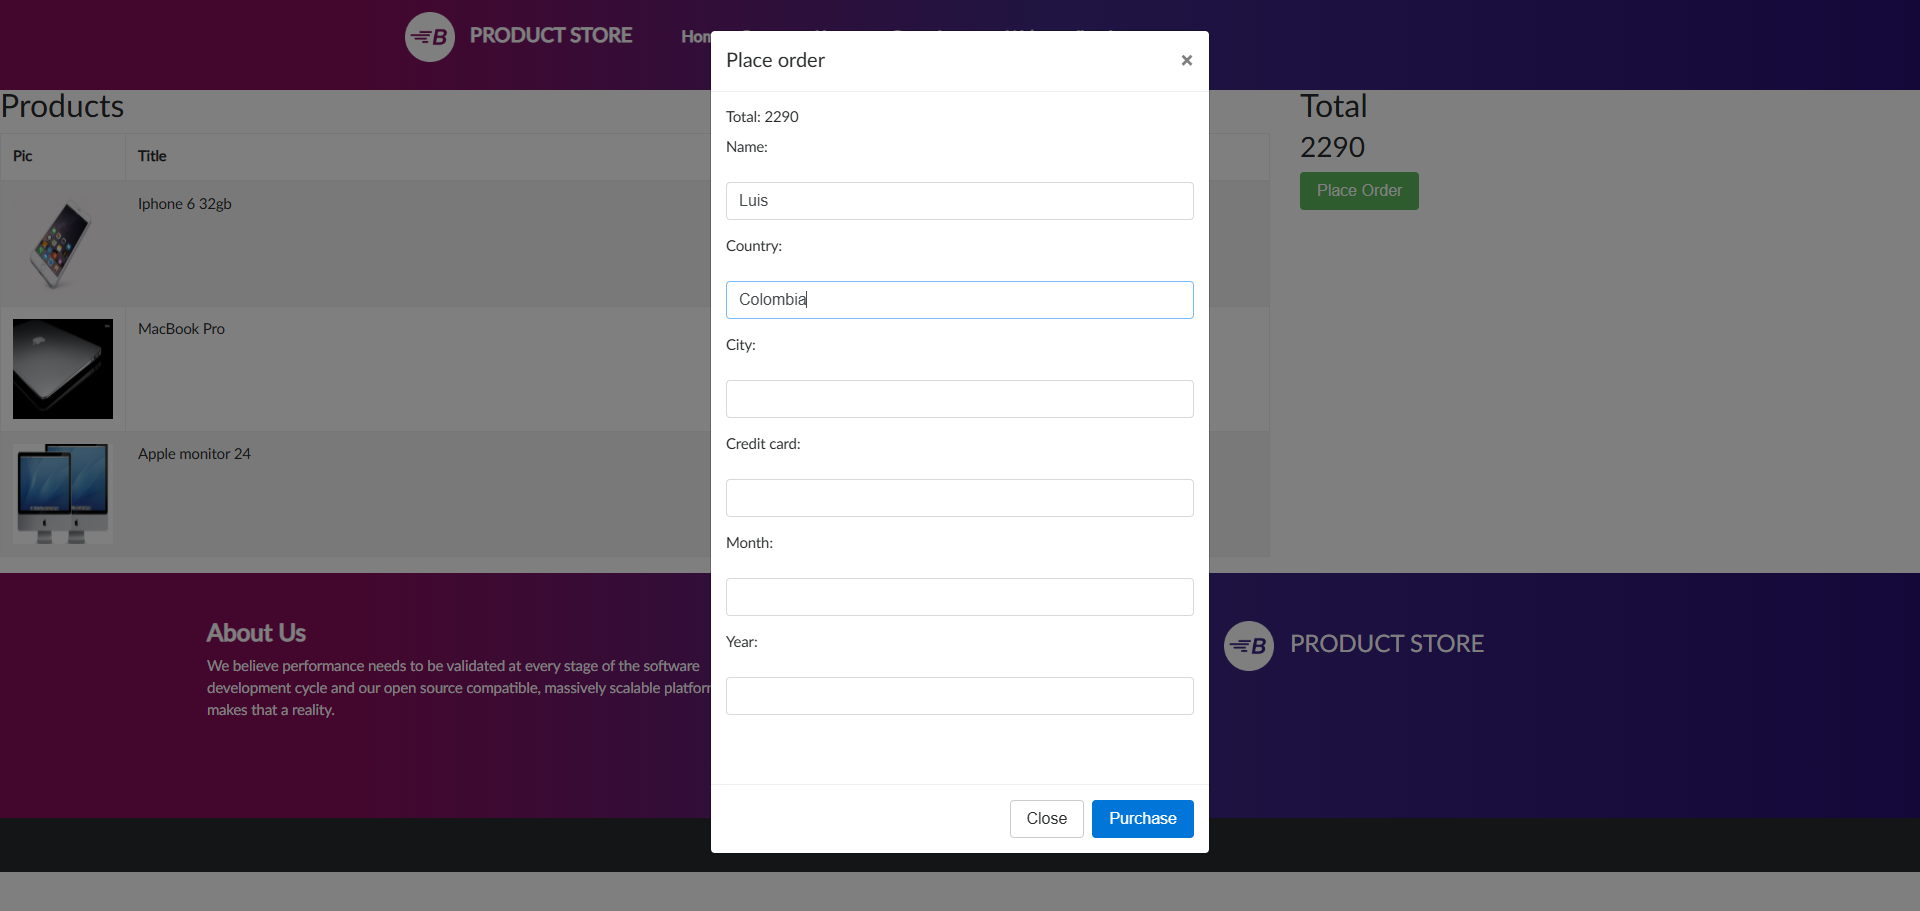 PRODUCT STORE
Place order
×
Products
Pic
Title
Iphone 6 32gb
MacBook Pro
Apple monitor 24
Total: 2290
Name:
Luis
Country:
Colombia
City:
Credit card:
Month:
Year:
Close
Purchase
Total
2290
Place Order
About Us
We believe performance needs to be validated at every stage of the software
development cycle and our open source compatible, massively scalable
makes that a reality.
PRODUCT STORE